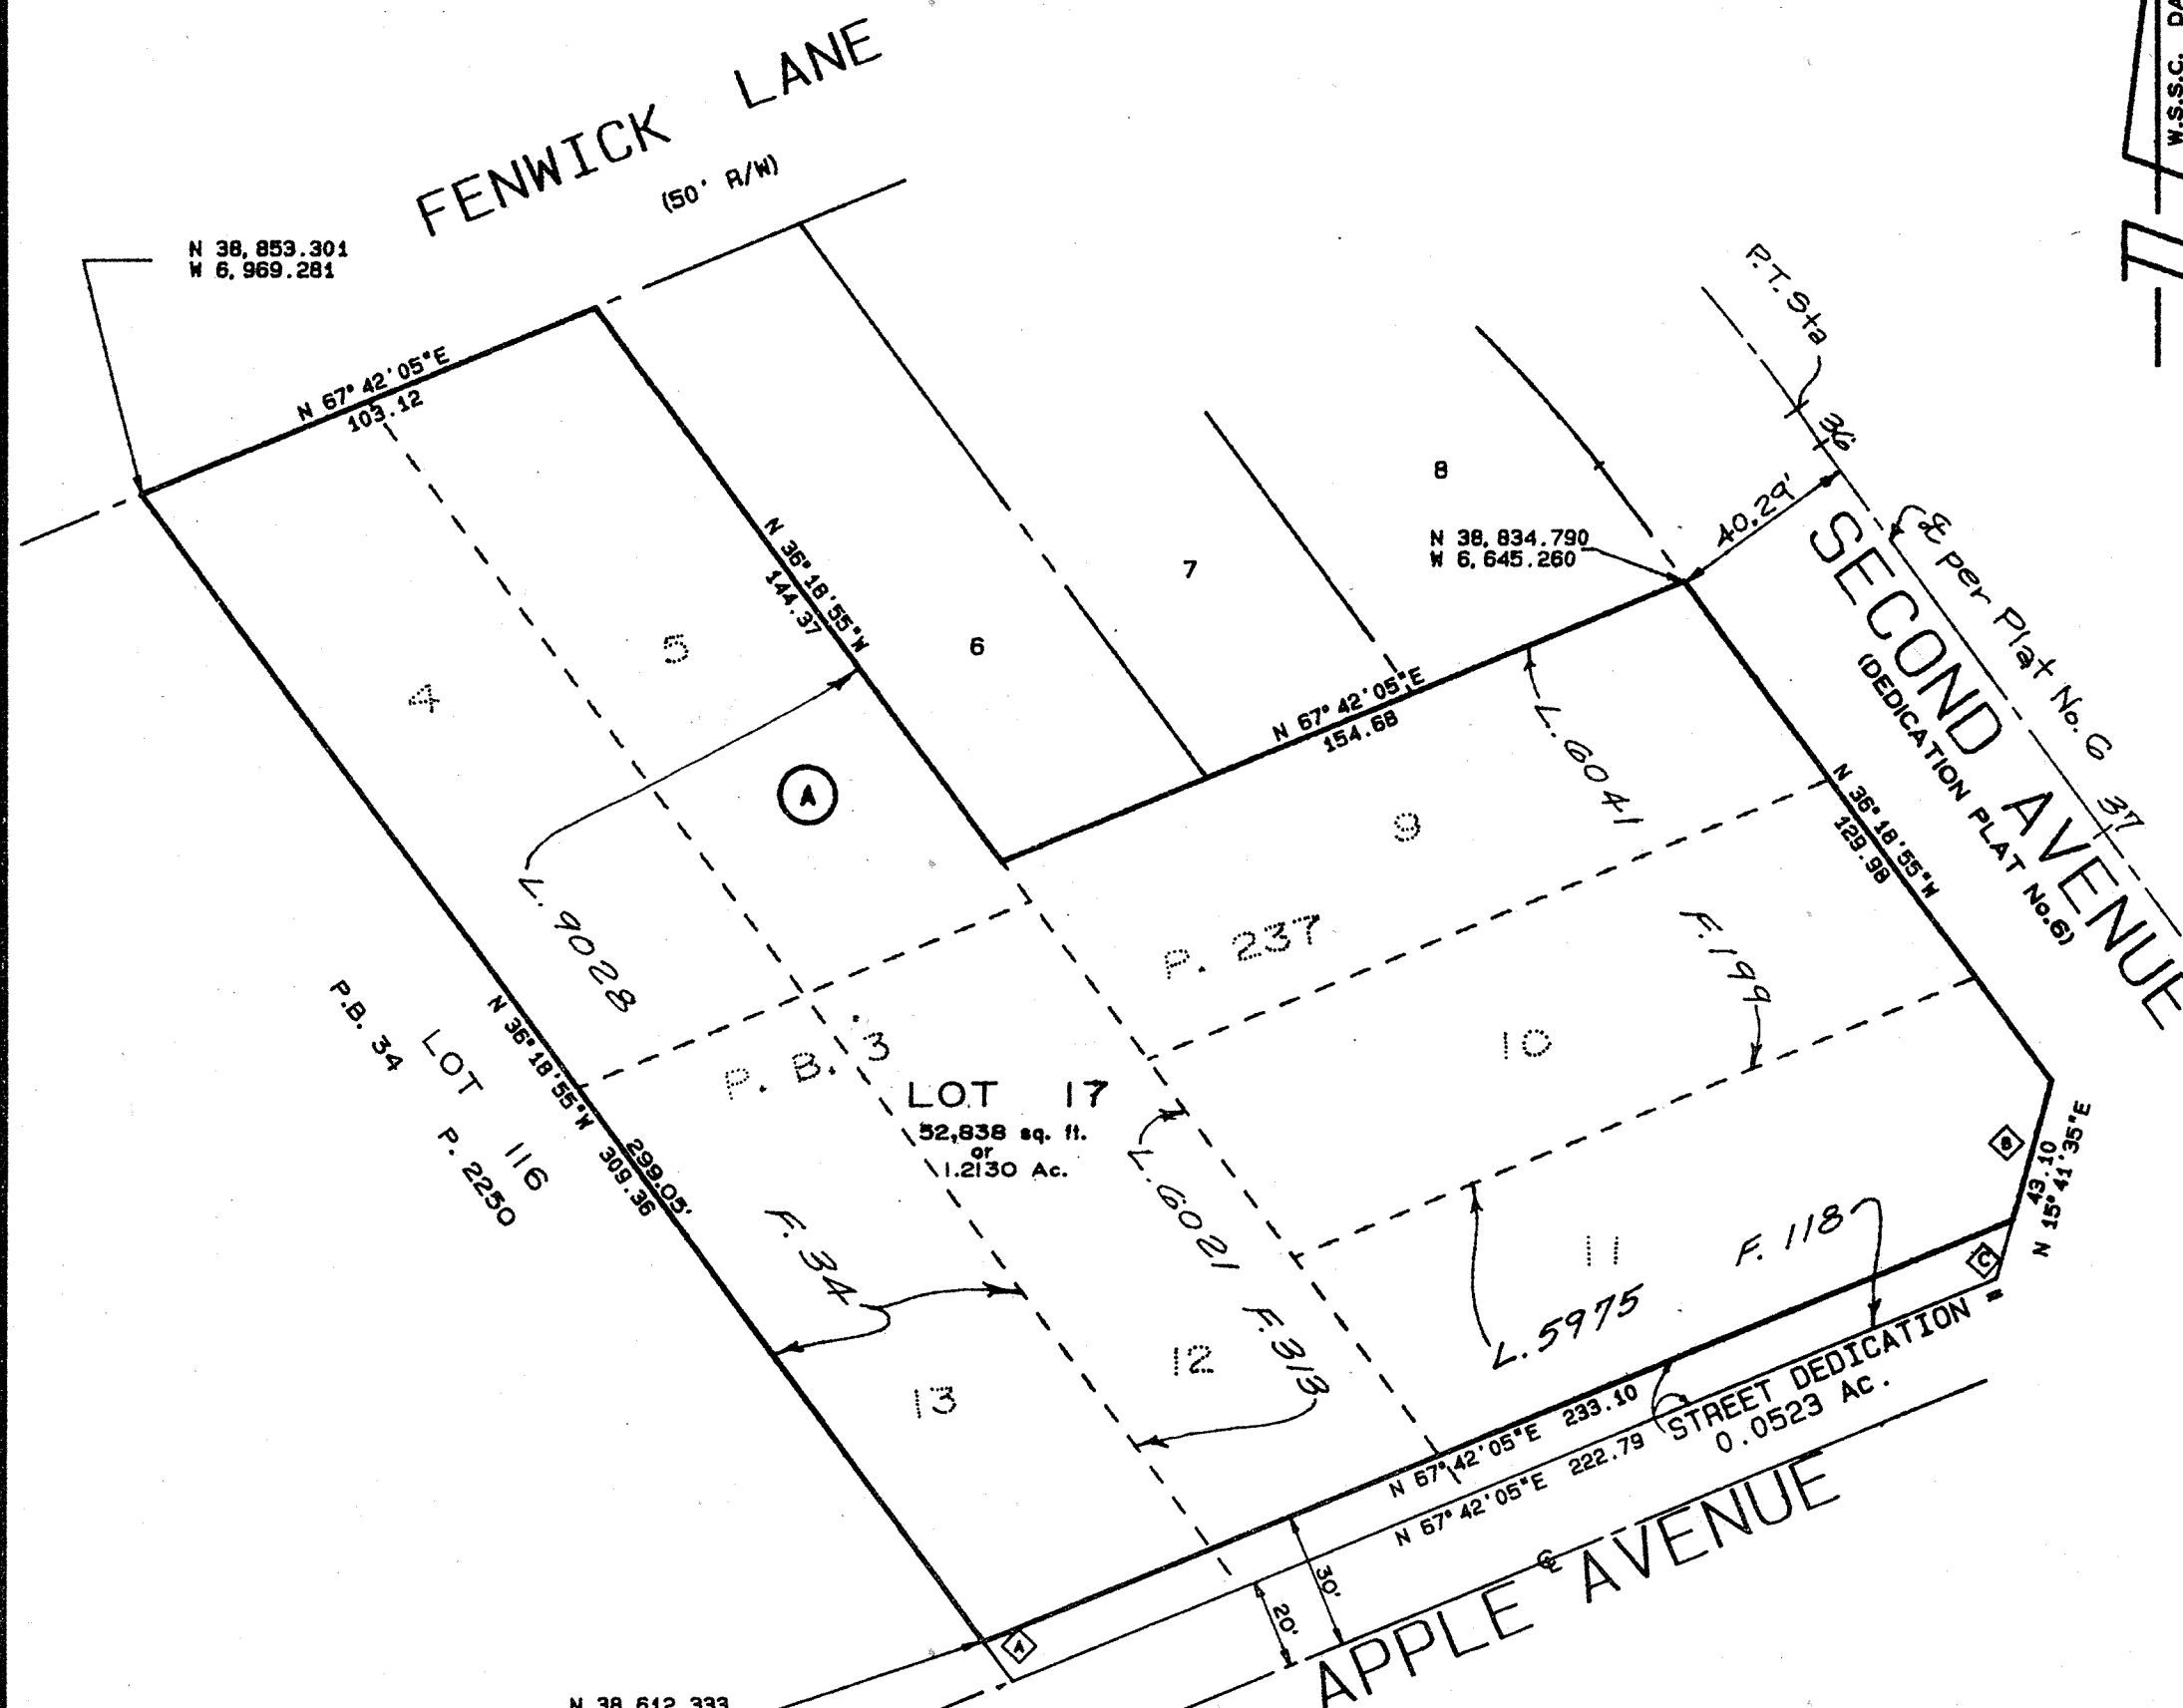 FENWICK LANE
(50' R/W)
N 38,853.301
W 6,969.281
N 67°42'05"E
103.12
P.T. Sta
36
40.29'
8
N 38,834.790
W 6,645.260
W.S.S.C.
℄ per Plat No. 6
SECOND AVENUE
(DEDICATION PLAT No.6)
37
N 36°18'55"W
144.37
7
6
5
4
N 67°42'05"E
154.68
L. 6041
N 36°18'55"W
129.98
A
9
L. 9028
P. 237
F. 199
P.B. 34
LOT 116
P. 2250
N 36°18'55"W
299.05'
309.36
P. B. 3
10
LOT 17
52,838 sq. ft.
or
1.2130 Ac.
B
43.10
N 15°41'35"E
L. 6021
F. 313
F. 34
11
F. 118
C
L. 5975
12
13
N 67°42'05"E 233.10
N 67°42'05"E 222.79
STREET DEDICATION =
0.0523 AC.
℄
APPLE AVENUE
30'
20'
A
N 38,612.333